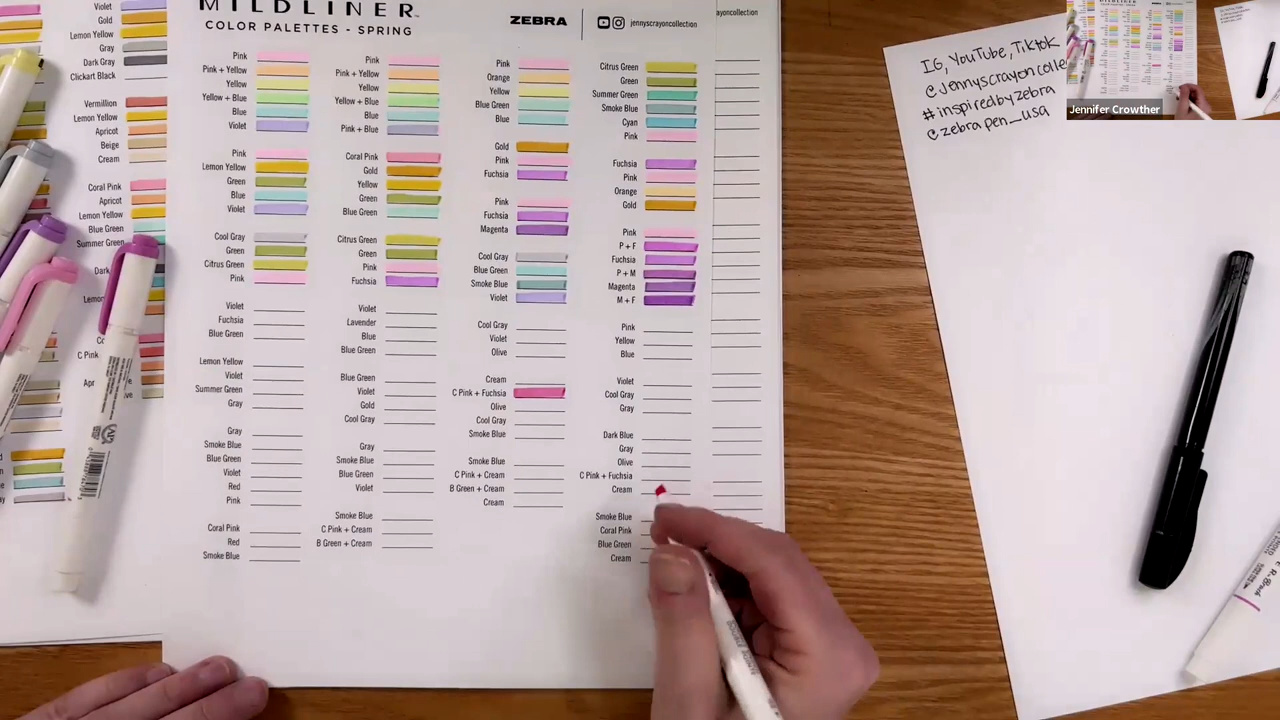 MILDLINER
COLOR PALETTES - SPRING
ZEBRA
jennyscrayoncollection
ayoncollection
Pink
Pink + Yellow
Yellow
Yellow + Blue
Blue
Violet
Pink
Lemon Yellow
Green
Blue
Violet
Cool Gray
Green
Citrus Green
Pink
Violet
Fuchsia
Blue Green
Lemon Yellow
Violet
Summer Green
Gray
Gray
Smoke Blue
Blue Green
Violet
Red
Pink
Coral Pink
Red
Smoke Blue
Pink
Pink + Yellow
Yellow
Yellow + Blue
Blue
Pink + Blue
Coral Pink
Gold
Yellow
Green
Blue Green
Citrus Green
Green
Pink
Fuchsia
Violet
Lavender
Blue
Blue Green
Blue Green
Violet
Gold
Cool Gray
Gray
Smoke Blue
Blue Green
Violet
Smoke Blue
C Pink + Cream
B Green + Cream
Pink
Orange
Yellow
Blue Green
Blue
Gold
Pink
Fuchsia
Pink
Fuchsia
Magenta
Cool Gray
Blue Green
Smoke Blue
Violet
Cool Gray
Violet
Olive
Cream
C Pink + Fuchsia
Olive
Cool Gray
Smoke Blue
Smoke Blue
C Pink + Cream
B Green + Cream
Cream
Citrus Green
Green
Summer Green
Smoke Blue
Cyan
Pink
Fuchsia
Pink
Orange
Gold
Pink
P + F
Fuchsia
P + M
Magenta
M + F
Pink
Yellow
Blue
Violet
Cool Gray
Gray
Dark Blue
Gray
Olive
C Pink + Fuchsia
Cream
Smoke Blue
Coral Pink
Blue Green
Cream
Violet
Gold
Lemon Yellow
Gray
Dark Gray
Clickart Black
Vermillion
Lemon Yellow
Apricot
Beige
Cream
Coral Pink
Apricot
Lemon Yellow
Blue Green
Summer Green
IG, YouTube, Tiktok
@jennyscrayoncolle
#inspiredbyzebra
@zebrapen_usa
Jennifer Crowther